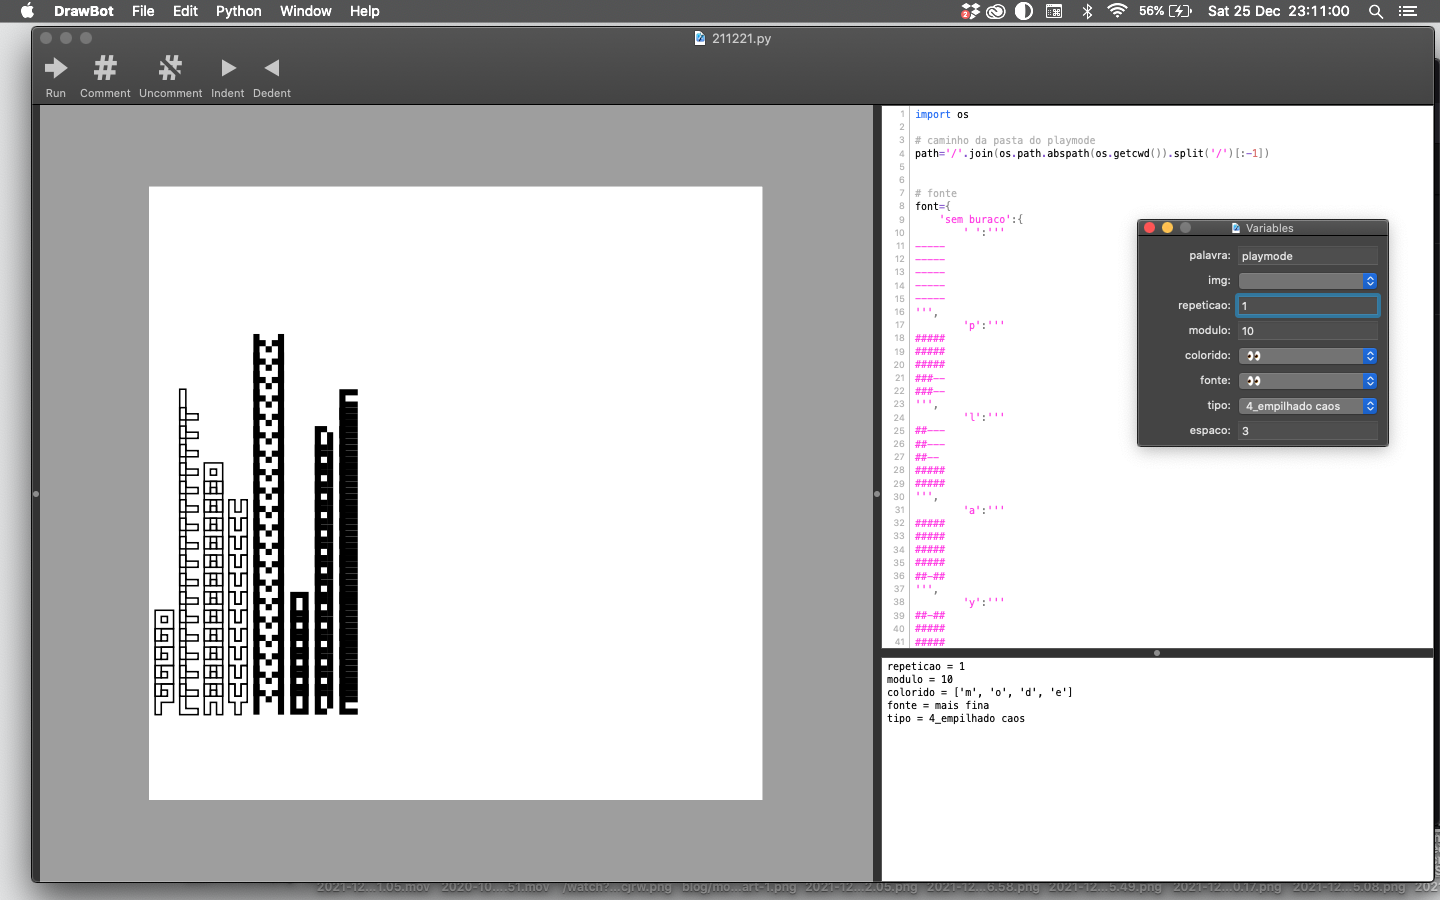 DrawBot File Edit Python Window Help
2
56% Sat 25 Dec 23:11:00
211221.py
Run Comment Uncomment Indent Dedent
PLAYMODE
1 import os
2
3 # caminho da pasta do playmode
4 path='/'.join(os.path.abspath(os.getcwd()).split('/')[:-1])
5
6
7 # fonte
8 font={
9 'sem buraco':{
10 ' ':'''
11 -----
12 -----
13 -----
14 -----
15 -----
16 ''',
17 'p':'''
18 #####
19 #####
20 #####
21 ###--
22 ###--
23 ''',
24 'l':'''
25 ##---
26 ##---
27 ##--
28 #####
29 #####
30 ''',
31 'a':'''
32 #####
33 #####
34 #####
35 #####
36 ##-##
37 ''',
38 'y':'''
39 ##-##
40 #####
41 #####
Variables
palavra: playmode
img:
repeticao: 1
modulo: 10
colorido: 👀
fonte: 👀
tipo: 4_empilhado caos
espaco: 3
repeticao = 1
modulo = 10
colorido = ['m', 'o', 'd', 'e']
fonte = mais fina
tipo = 4_empilhado caos
2021-12...1.05.mov 2020-10...51.mov /watch?...cjrw.png blog/mo...art-1.png 2021-12...2.05.png 2021-12...6.58.png 2021-12...5.49.png 2021-12...0.17.png 2021-12...5.08.png 202